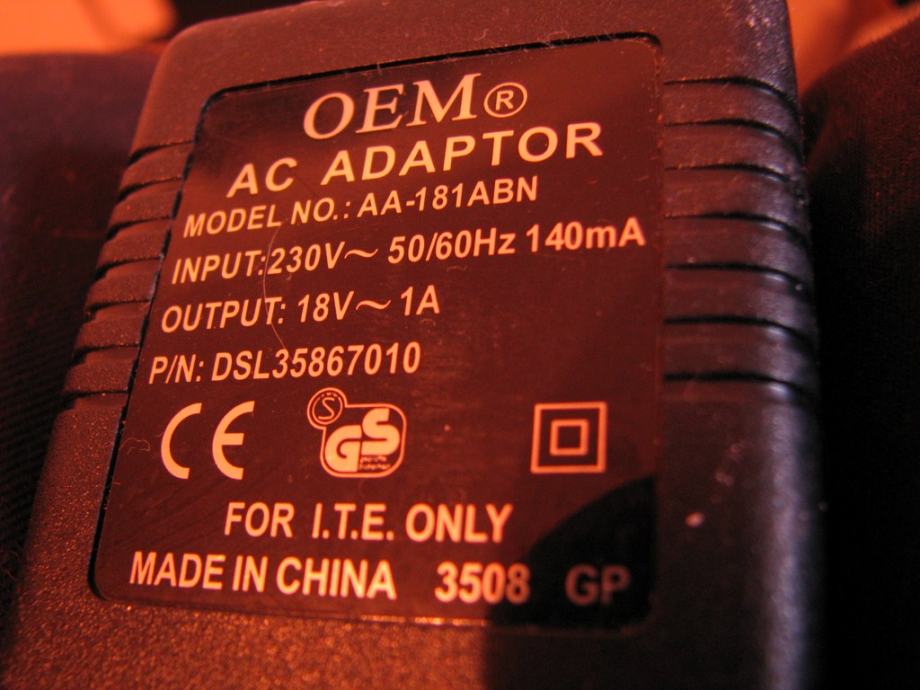 OEM®
AC ADAPTOR
MODEL NO.: AA-181ABN
INPUT:230V~ 50/60Hz 140mA
OUTPUT: 18V~ 1A
P/N: DSL35867010
CE S GS
FOR I.T.E. ONLY
MADE IN CHINA 3508 GP